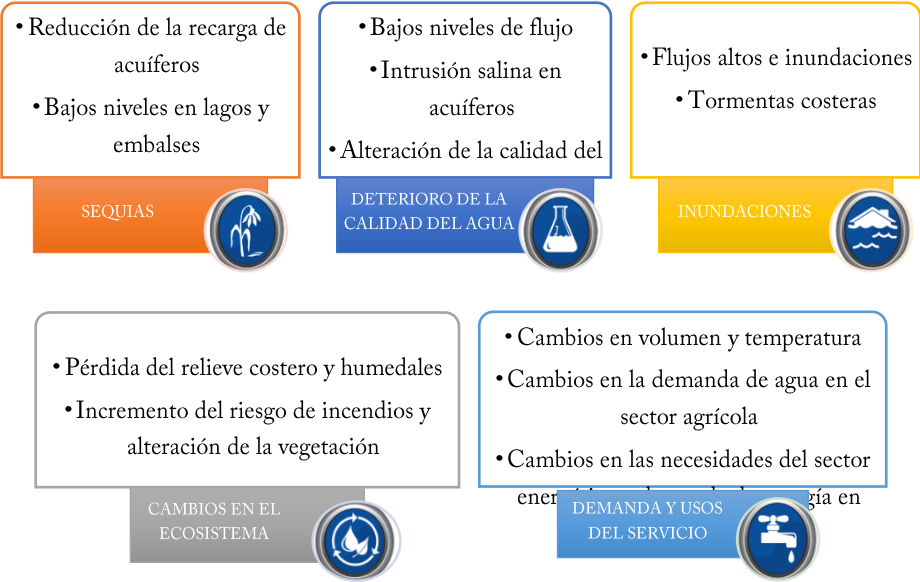 • Reducción de la recarga de
acuíferos
• Bajos niveles en lagos y
embalses
SEQUIAS
• Bajos niveles de flujo
• Intrusión salina en
acuíferos
• Alteración de la calidad del
DETERIORO DE LA
CALIDAD DEL AGUA
• Flujos altos e inundaciones
• Tormentas costeras
INUNDACIONES
• Pérdida del relieve costero y humedales
• Incremento del riesgo de incendios y
alteración de la vegetación
CAMBIOS EN EL
ECOSISTEMA
• Cambios en volumen y temperatura
• Cambios en la demanda de agua en el
sector agrícola
• Cambios en las necesidades del sector
en
DEMANDA Y USOS
DEL SERVICIO